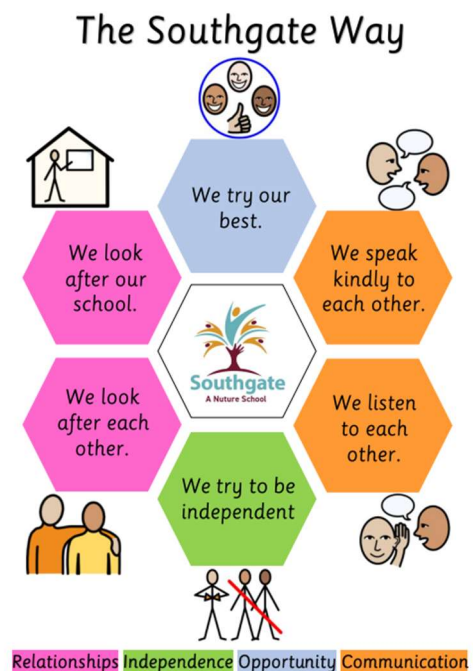 The Southgate Way
We try our
best.
We look
after our
school.
We speak
kindly to
each other.
Southgate
A Nuture School
We look
after each
other.
We listen
to each
other.
We try to be
independent
Relationships Independence Opportunity Communication